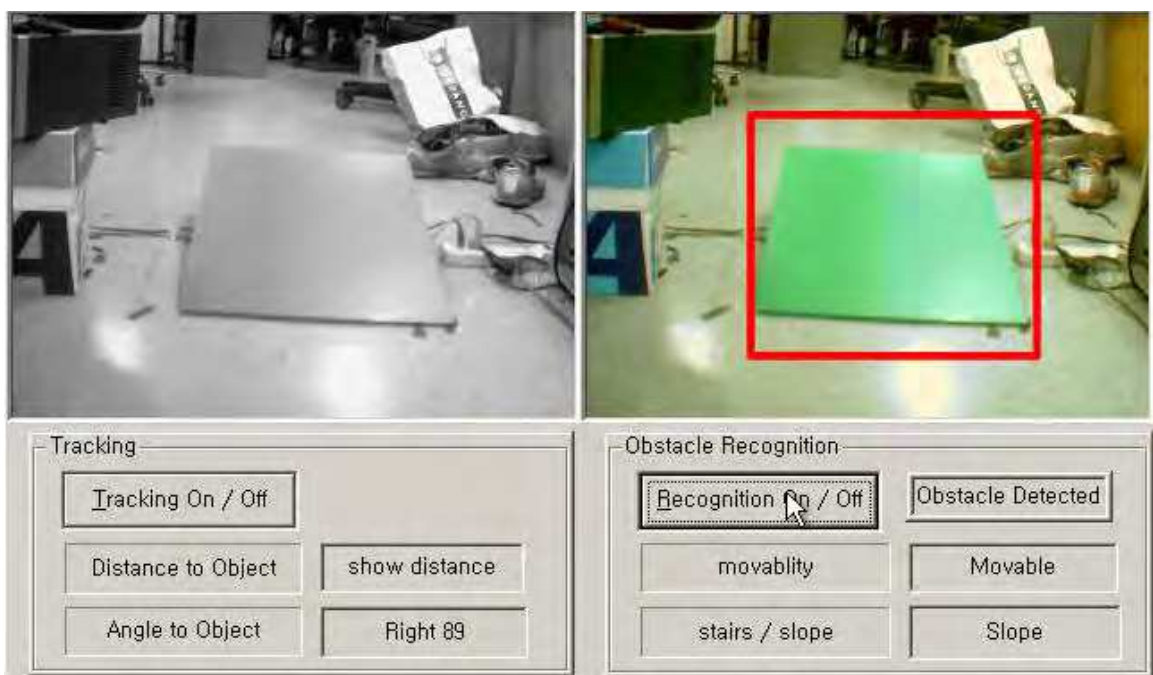 A
Tracking
Tracking On / Off
Distance to Object
show distance
Angle to Object
Right 89
Obstacle Recognition
Recognition On / Off
Obstacle Detected
movablity
Movable
stairs / slope
Slope